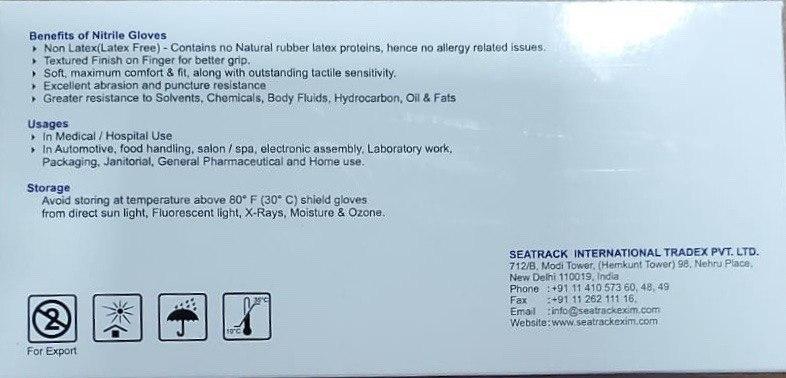 Benefits of Nitrile Gloves
Non Latex(Latex Free) - Contains no Natural rubber latex proteins, hence no allergy related issues.
Textured Finish on Finger for better grip.
Soft, maximum comfort & fit, along with outstanding tactile sensitivity.
Excellent abrasion and puncture resistance
Greater resistance to Solvents, Chemicals, Body Fluids, Hydrocarbon, Oil & Fats
Usages
In Medical / Hospital Use
In Automotive, food handling, salon / spa, electronic assembly, Laboratory work,
Packaging, Janitorial, General Pharmaceutical and Home use.
Storage
Avoid storing at temperature above 80° F (30° C) shield gloves
from direct sun light, Fluorescent light, X-Rays, Moisture & Ozone.
SEATRACK INTERNATIONAL TRADEX PVT. LTD.
712/B, Modi Tower, (Hemkunt Tower) 98, Nehru Place,
New Delhi 110019, India
Phone :+91 11 410 573 60, 48, 49
Fax :+91 11 262 111 16,
Email :info@seatrackexim.com
Website:www.seatrackexim.com
2
35°C
10°C
For Export